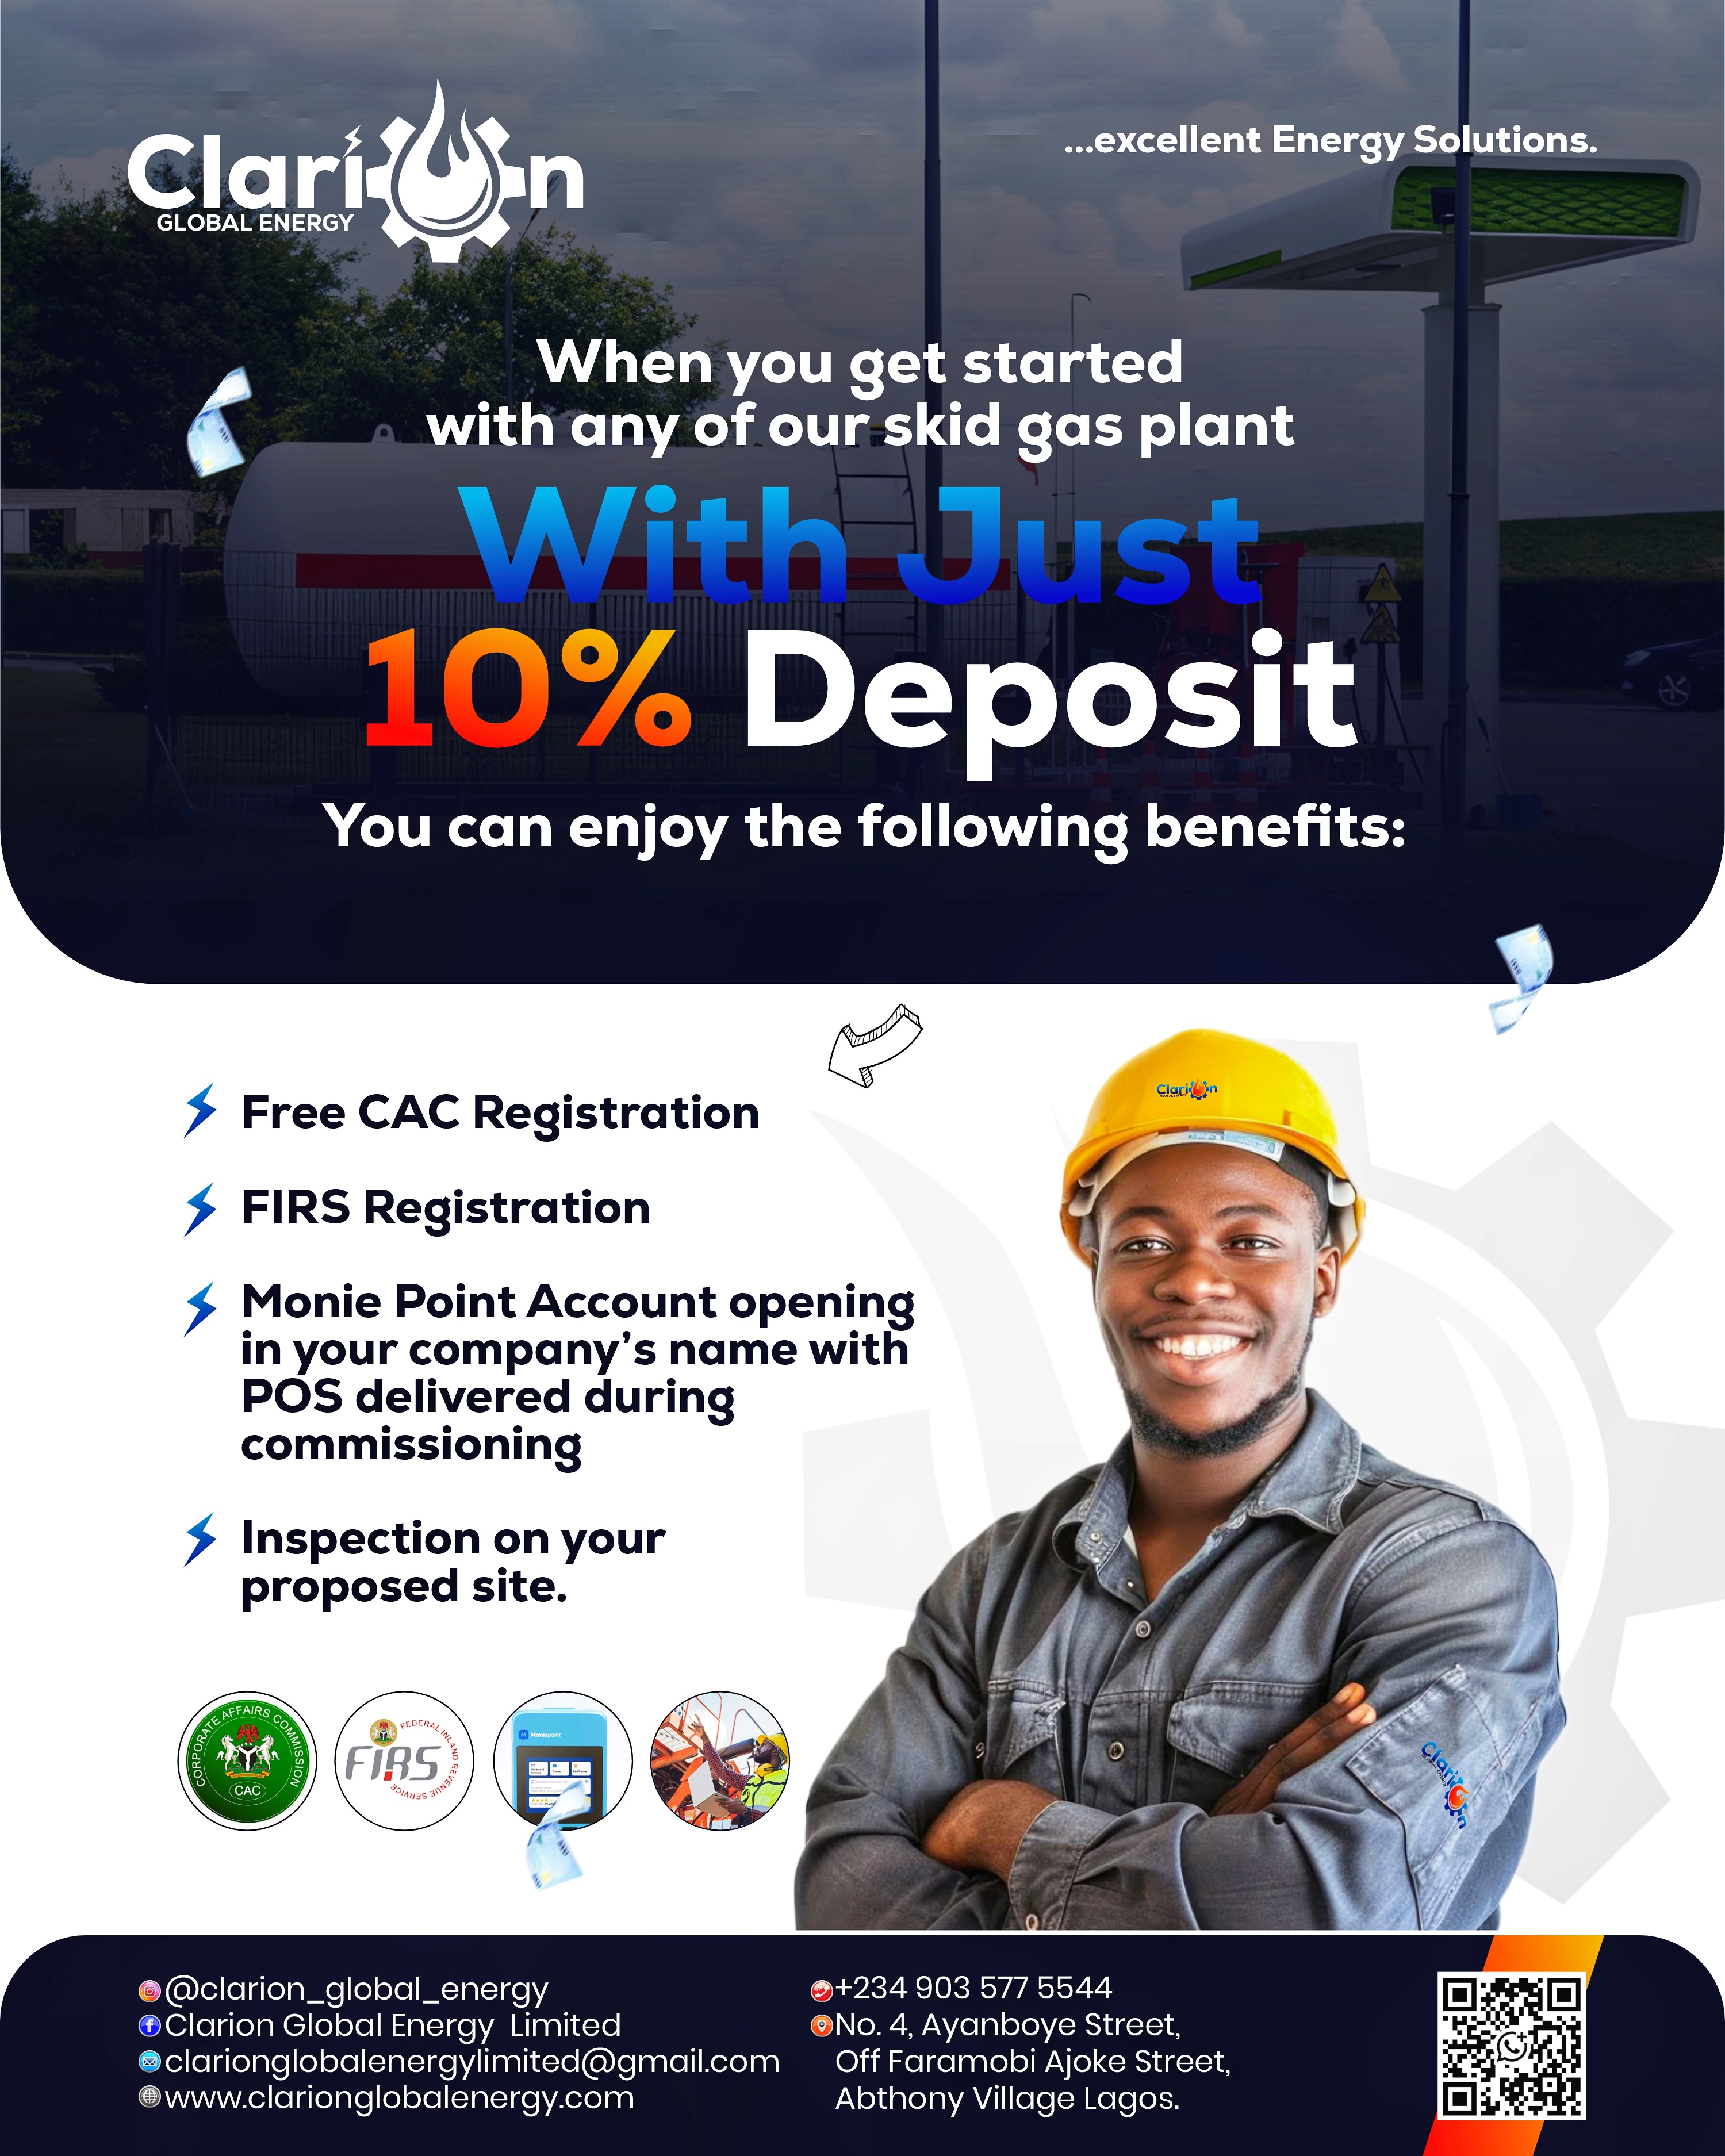 Clarion
GLOBAL ENERGY
...excellent Energy Solutions.
When you get started
with any of our skid gas plant
With Just
10% Deposit
You can enjoy the following benefits:
Free CAC Registration
FIRS Registration
Monie Point Account opening
in your company's name with
POS delivered during
commissioning
Inspection on your
proposed site.
Clarion
CORPORATE AFFAIRS COMMISSION
CAC
FIRS
FEDERAL INLAND REVENUE SERVICE
Moniepoint
Clarion
@clarion_global_energy
Clarion Global Energy  Limited
clarionglobalenergylimited@gmail.com
www.clarionglobalenergy.com
+234 903 577 5544
No. 4, Ayanboye Street,
Off Faramobi Ajoke Street,
Abthony Village Lagos.